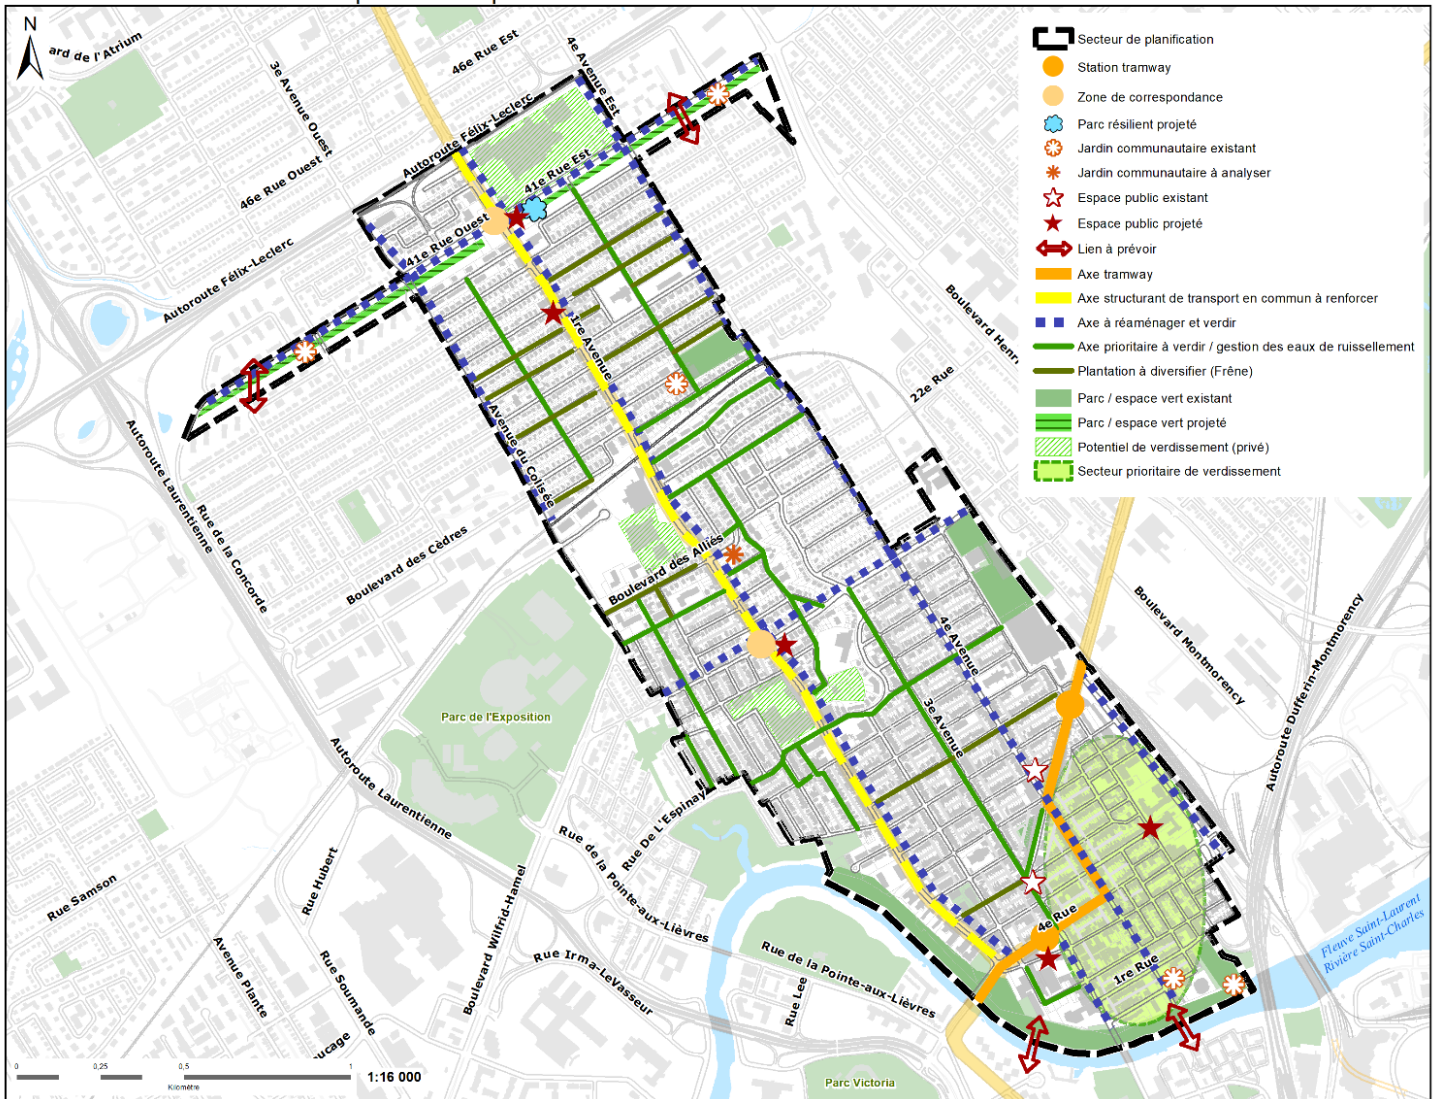 N
ard de l'Atrium
3e Avenue Ouest
46e Rue Est
4e Avenue Est
Autoroute Félix-Leclerc
46e Rue Ouest
41e Rue Est
41e Rue Ouest
Autoroute Félix-Leclerc
1re Avenue
Avenue du Colisée
Boulevard Henri
22e Rue
Autoroute Laurentienne
Rue de la Concorde
Boulevard des Cèdres
Boulevard des Alliés
4e Avenue
3e Avenue
Boulevard Montmorency
Autoroute Dufferin-Montmorency
Parc de l'Exposition
Autoroute Laurentienne
Rue De L'Espinay
Rue de la Pointe-aux-Lièvres
Rue Hubert
Rue Samson
Boulevard Wilfrid-Hamel
Avenue Plante
Rue Soumande
Rue Irma-LeVasseur
Rue de la Pointe-aux-Lièvres
Rue Lee
4e Rue
1re Rue
Fleuve Saint-Laurent
Rivière Saint-Charles
Parc Victoria
ucage
0 0,25 0,5 1
Kilomètre
1:16 000
Secteur de planification
Station tramway
Zone de correspondance
Parc résilient projeté
Jardin communautaire existant
Jardin communautaire à analyser
Espace public existant
Espace public projeté
Lien à prévoir
Axe tramway
Axe structurant de transport en commun à renforcer
Axe à réaménager et verdir
Axe prioritaire à verdir / gestion des eaux de ruissellement
Plantation à diversifier (Frêne)
Parc / espace vert existant
Parc / espace vert projeté
Potentiel de verdissement (privé)
Secteur prioritaire de verdissement